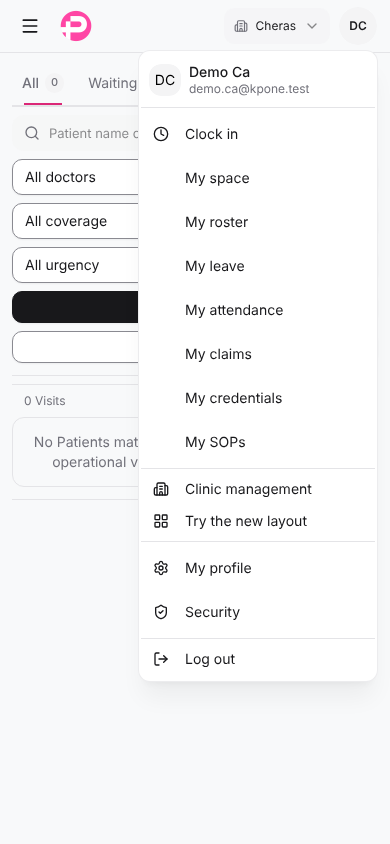 Cheras
DC
DC
Demo Ca
demo.ca@kpone.test
All 0
Waiting
Clock in
Patient name o
All doctors
My space
All coverage
My roster
All urgency
My leave
My attendance
My claims
0 Visits
My credentials
No Patients mat
My SOPs
operational v
Clinic management
Try the new layout
My profile
Security
Log out